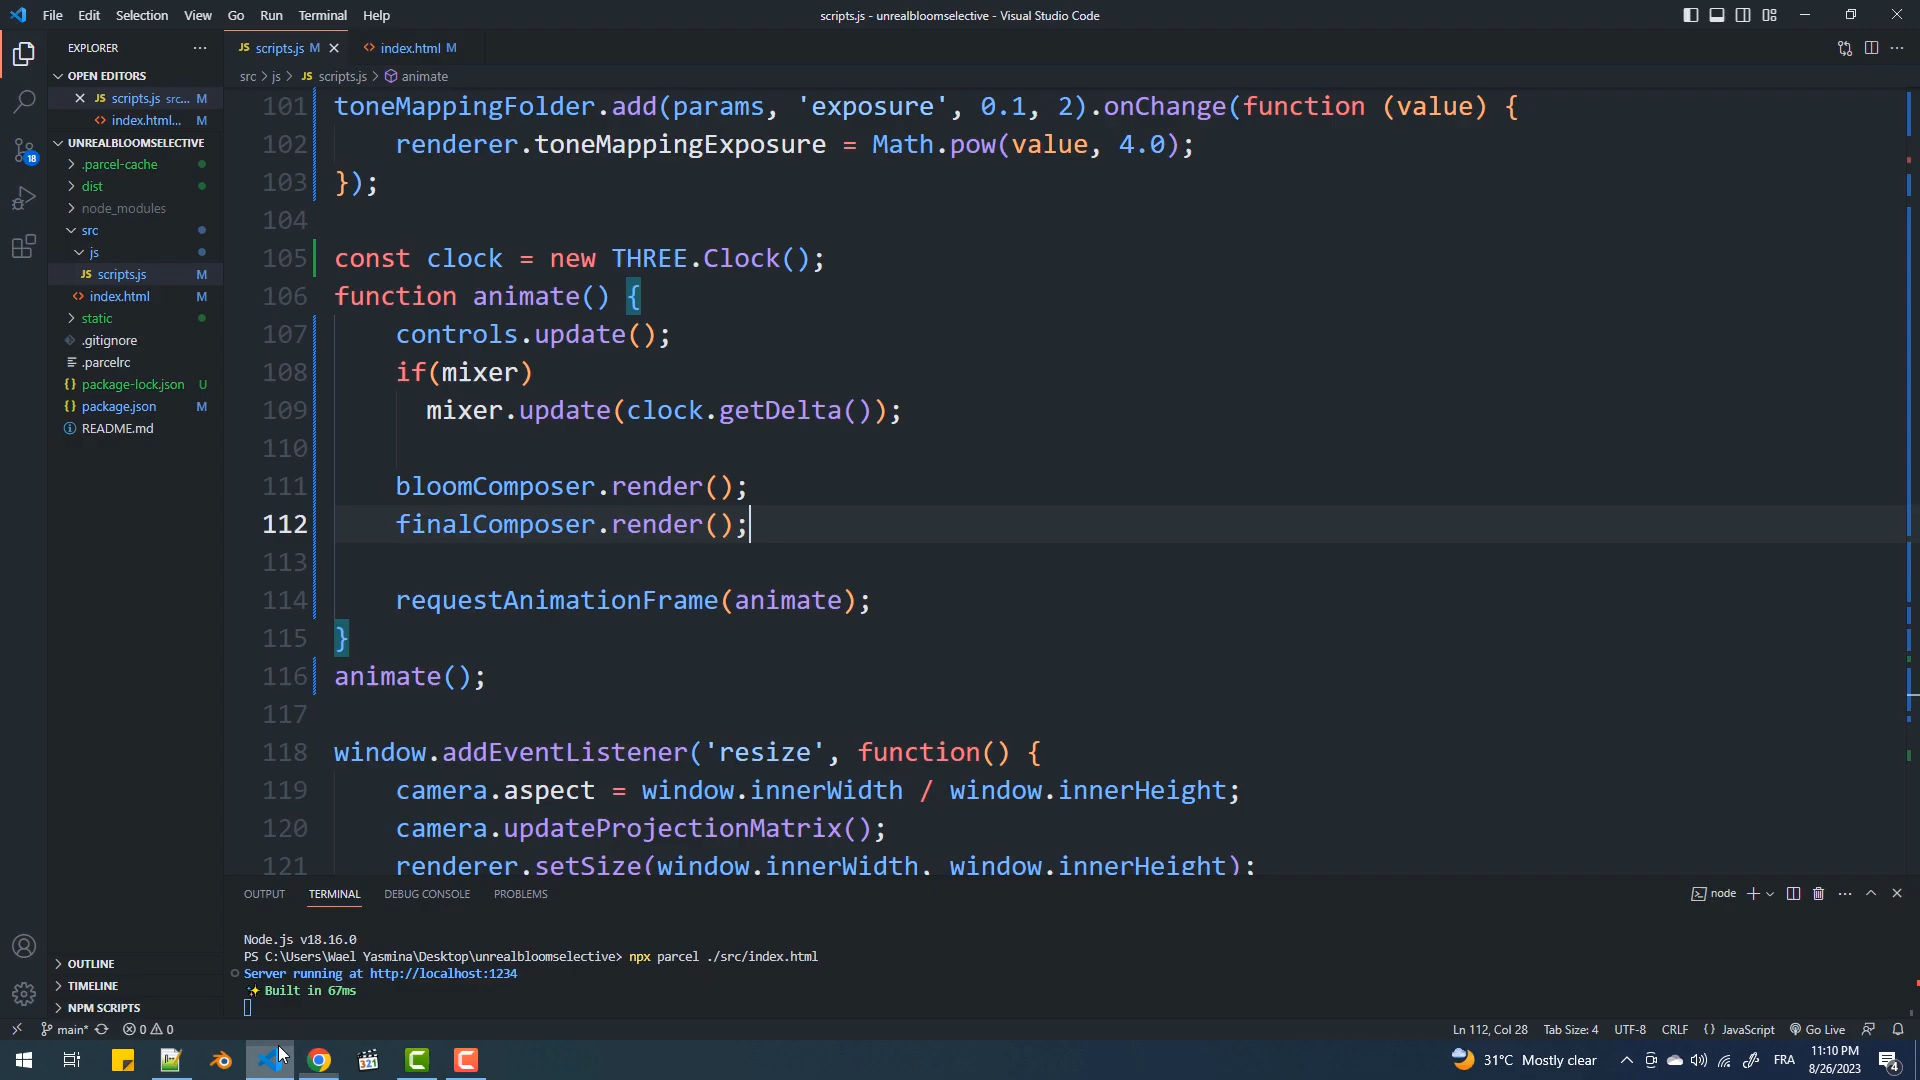 File Edit Selection View Go Run Terminal Help
scripts.js - unrealbloomselective - Visual Studio Code
EXPLORER
OPEN EDITORS
JS scripts.js src... M
<> index.html... M
UNREALBLOOMSELECTIVE
.parcel-cache
dist
node_modules
src
js
JS scripts.js M
<> index.html M
static
.gitignore
.parcelrc
{} package-lock.json U
{} package.json M
README.md
OUTLINE
TIMELINE
NPM SCRIPTS
18
JS scripts.js M
<> index.html M
src > js > JS scripts.js > animate
101 toneMappingFolder.add(params, 'exposure', 0.1, 2).onChange(function (value) {
102 renderer.toneMappingExposure = Math.pow(value, 4.0);
103 });
104
105 const clock = new THREE.Clock();
106 function animate() {
107 controls.update();
108 if(mixer)
109 mixer.update(clock.getDelta());
110
111 bloomComposer.render();
112 finalComposer.render();
113
114 requestAnimationFrame(animate);
115 }
116 animate();
117
118 window.addEventListener('resize', function() {
119 camera.aspect = window.innerWidth / window.innerHeight;
120 camera.updateProjectionMatrix();
121 renderer.setSize(window.innerWidth, window.innerHeight);
OUTPUT TERMINAL DEBUG CONSOLE PROBLEMS
node
Node.js v18.16.0
PS C:\Users\Wael Yasmina\Desktop\unrealbloomselective> npx parcel ./src/index.html
Server running at http://localhost:1234
✨ Built in 67ms
main* 0 0
Ln 112, Col 28 Tab Size: 4 UTF-8 CRLF {} JavaScript Go Live
321
31°C Mostly clear
FRA
11:10 PM
8/26/2023
4